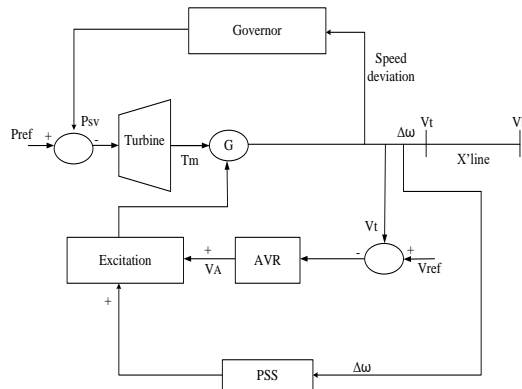 Governor
Speed
deviation
Psv
Pref
+
-
Turbine
Tm
G
Δω
Vt
V
X'line
Vt
Excitation
+
VA
AVR
-
+
Vref
+
PSS
Δω